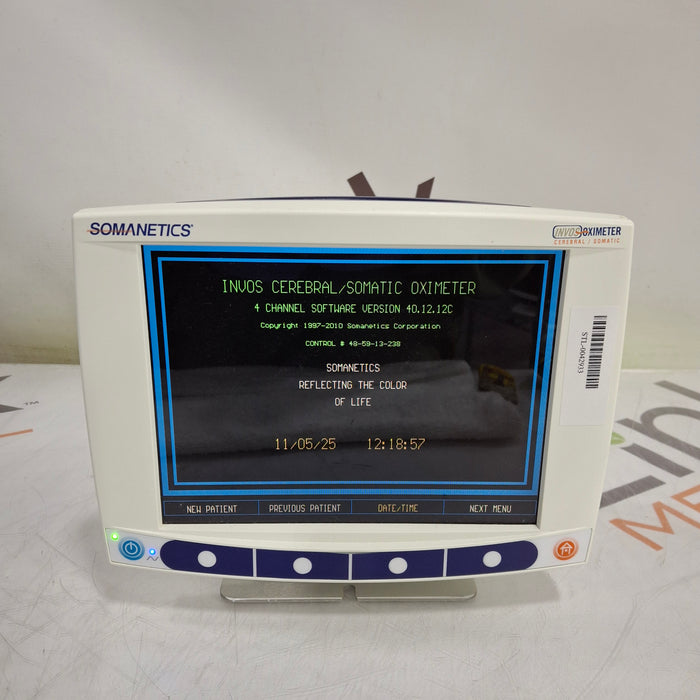 SOMANETICS
INVOS OXIMETER
CEREBRAL / SOMATIC
INVOS CEREBRAL/SOMATIC OXIMETER
4 CHANNEL SOFTWARE VERSION 40.12.12C
Copyright 1997-2010 Somanetics Corporation
CONTROL # 48-59-13-238
SOMANETICS
REFLECTING THE COLOR
OF LIFE
11/05/25 12:18:57
STL-0042933
NEW PATIENT PREVIOUS PATIENT DATE/TIME NEXT MENU